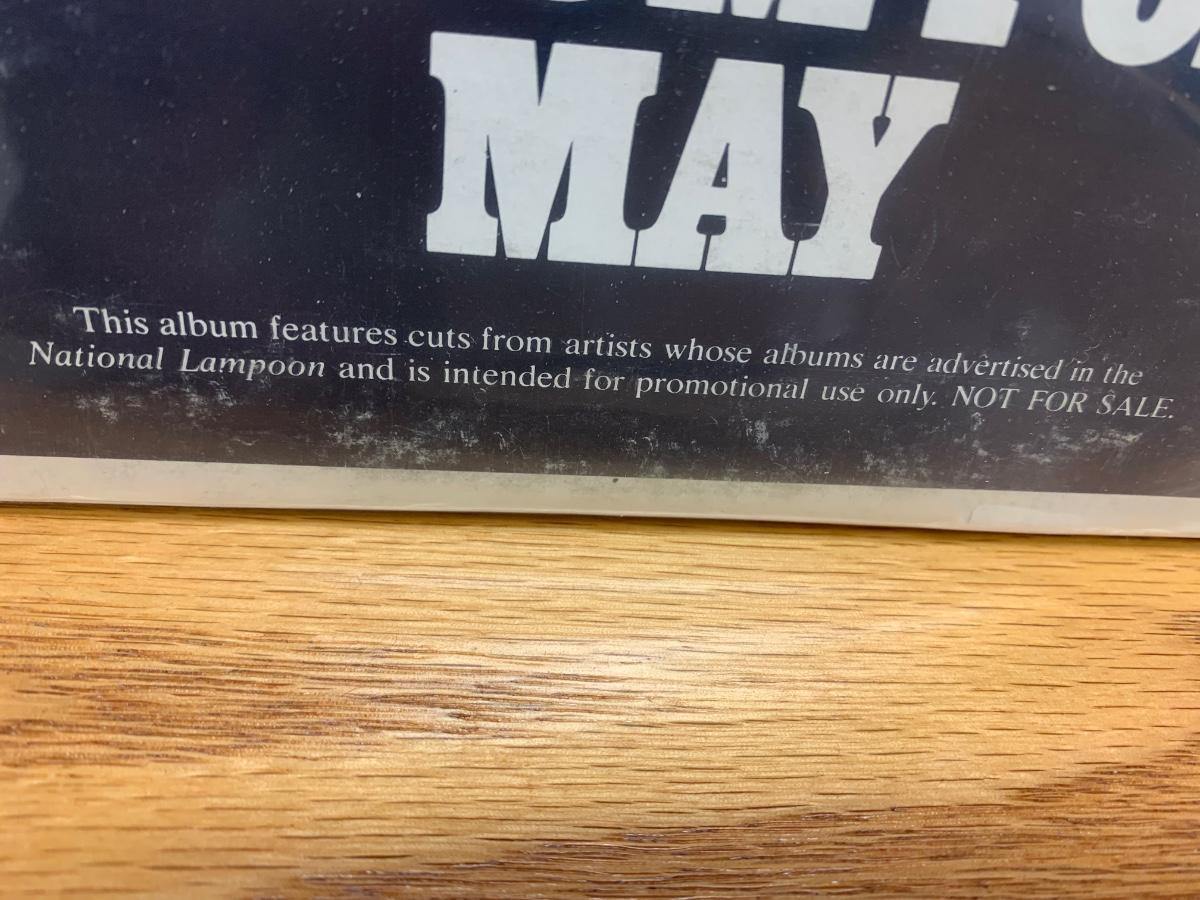 MAY
This album features cuts from artists whose albums are advertised in the
National Lampoon and is intended for promotional use only. NOT FOR SALE.